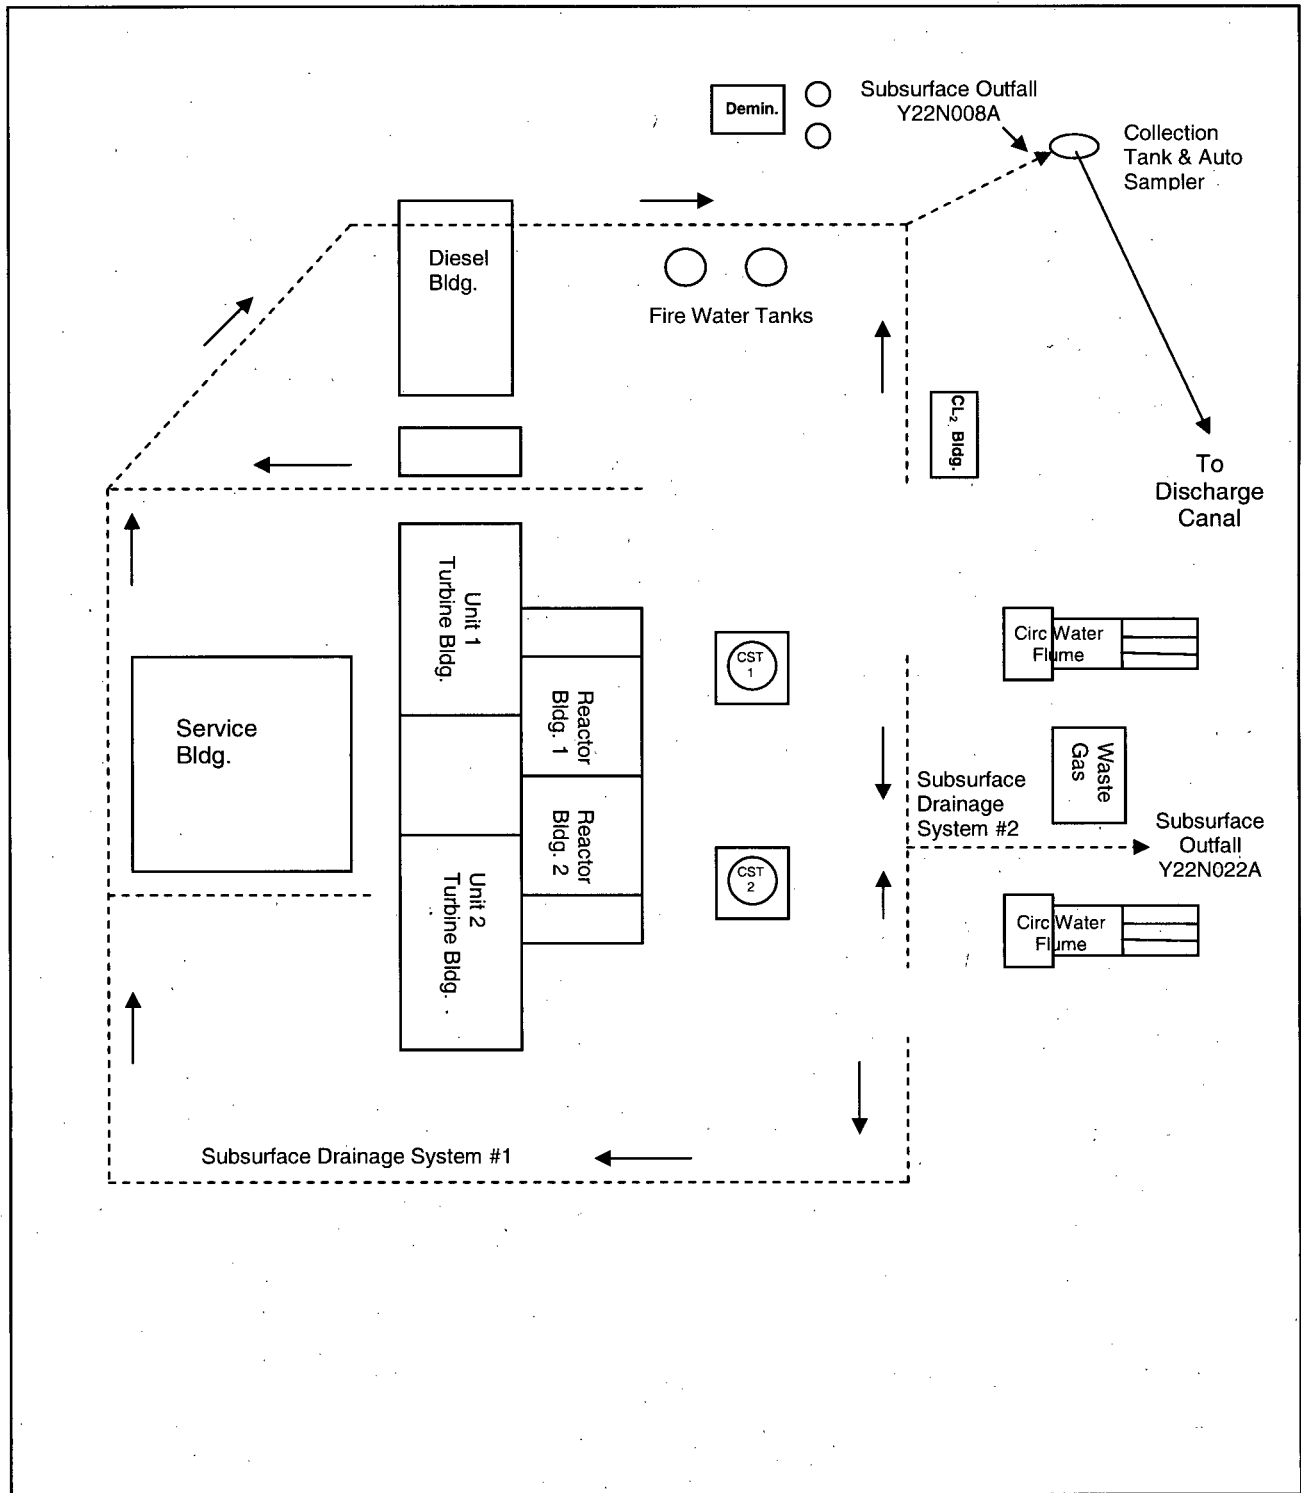 Demin.
Subsurface Outfall
Y22N008A
Collection
Tank & Auto
Sampler
Diesel
Bldg.
Fire Water Tanks
CL₂ Bldg.
To
Discharge
Canal
Unit 1
Turbine Bldg.
Reactor
Bldg. 1
CST
1
Circ Water
Flume
Service
Bldg.
Waste
Gas
Subsurface
Drainage
System #2
Subsurface
Outfall
Y22N022A
Reactor
Bldg. 2
CST
2
Unit 2
Turbine Bldg.
Circ Water
Flume
Subsurface Drainage System #1